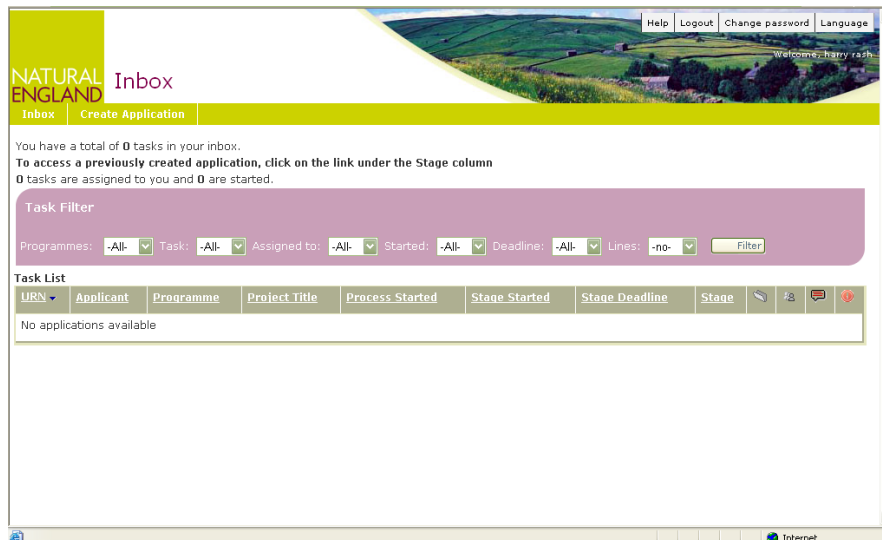 Help Logout Change password Language
Welcome, harry rash
NATURAL
ENGLAND
Inbox
Inbox Create Application
You have a total of 0 tasks in your inbox.
To access a previously created application, click on the link under the Stage column
0 tasks are assigned to you and 0 are started.
Task Filter
Programmes: -All- Task: -All- Assigned to: -All- Started: -All- Deadline: -All- Lines: -no- Filter
Task List
URN Applicant Programme Project Title Process Started Stage Started Stage Deadline Stage
No applications available
Internet